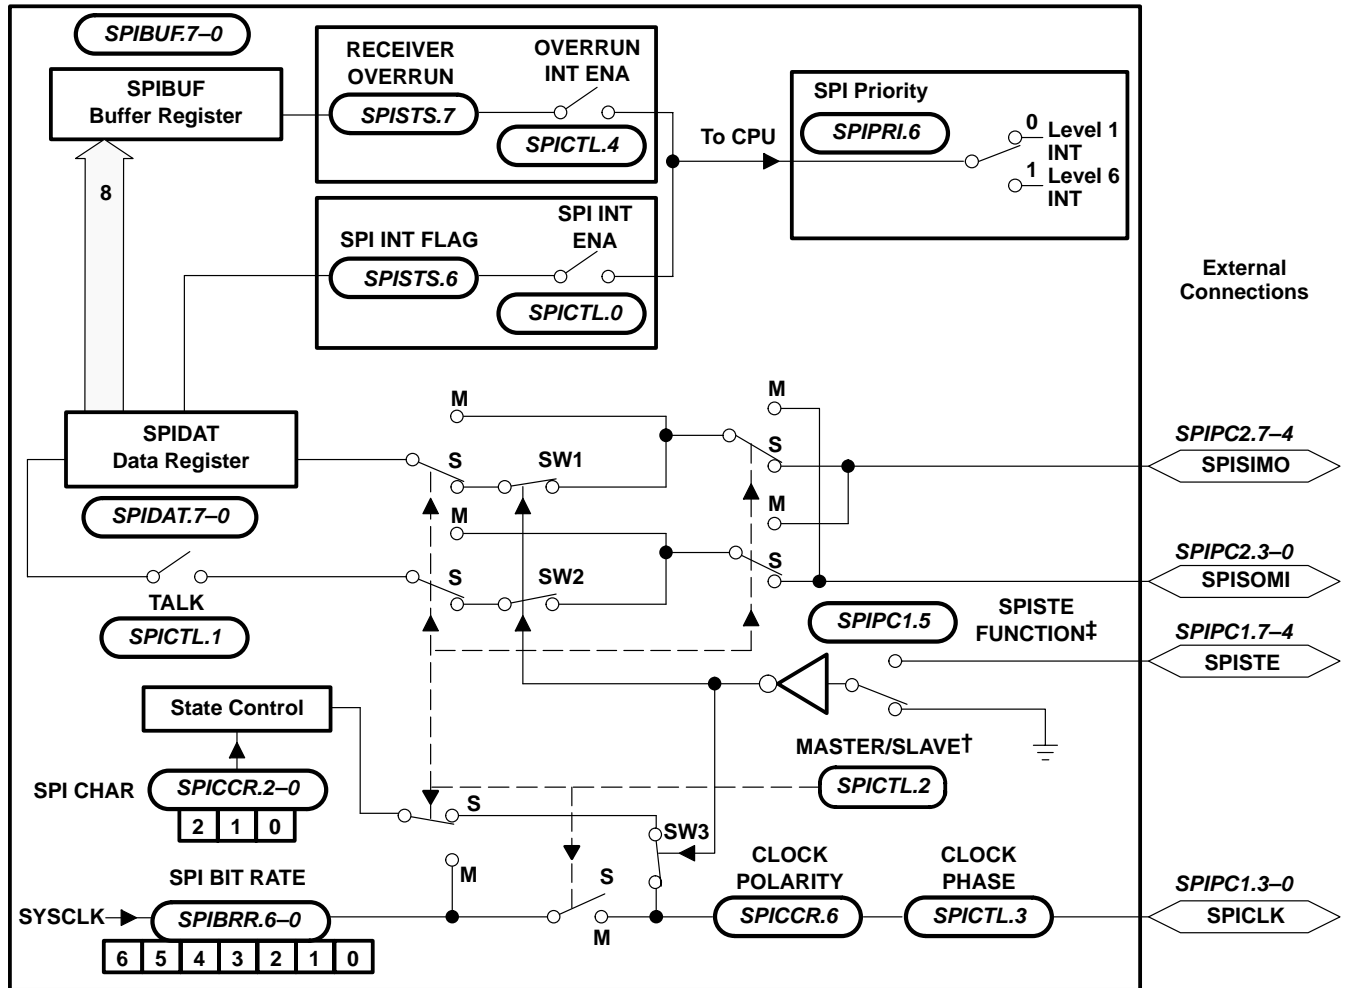 SPIBUF.7–0
SPIBUF
Buffer Register
8
RECEIVER
OVERRUN
SPISTS.7
OVERRUN
INT ENA
SPICTL.4
To CPU
SPI Priority
SPIPRI.6
0
Level 1
INT
1
Level 6
INT
SPI INT FLAG
SPISTS.6
SPI INT
ENA
SPICTL.0
External
Connections
SPIDAT
Data Register
SPIDAT.7–0
M
S
SW1
M
S
SW2
M
S
M
S
SPIPC2.7–4
SPISIMO
SPIPC2.3–0
SPISOMI
TALK
SPICTL.1
SPIPC1.5
SPISTE
FUNCTION‡
SPIPC1.7–4
SPISTE
State Control
MASTER/SLAVE†
SPICTL.2
SPI CHAR
SPICCR.2–0
2 1 0
S
M
SW3
S
M
SPI BIT RATE
SYSCLK
SPIBRR.6–0
6 5 4 3 2 1 0
CLOCK
POLARITY
SPICCR.6
CLOCK
PHASE
SPICTL.3
SPIPC1.3–0
SPICLK